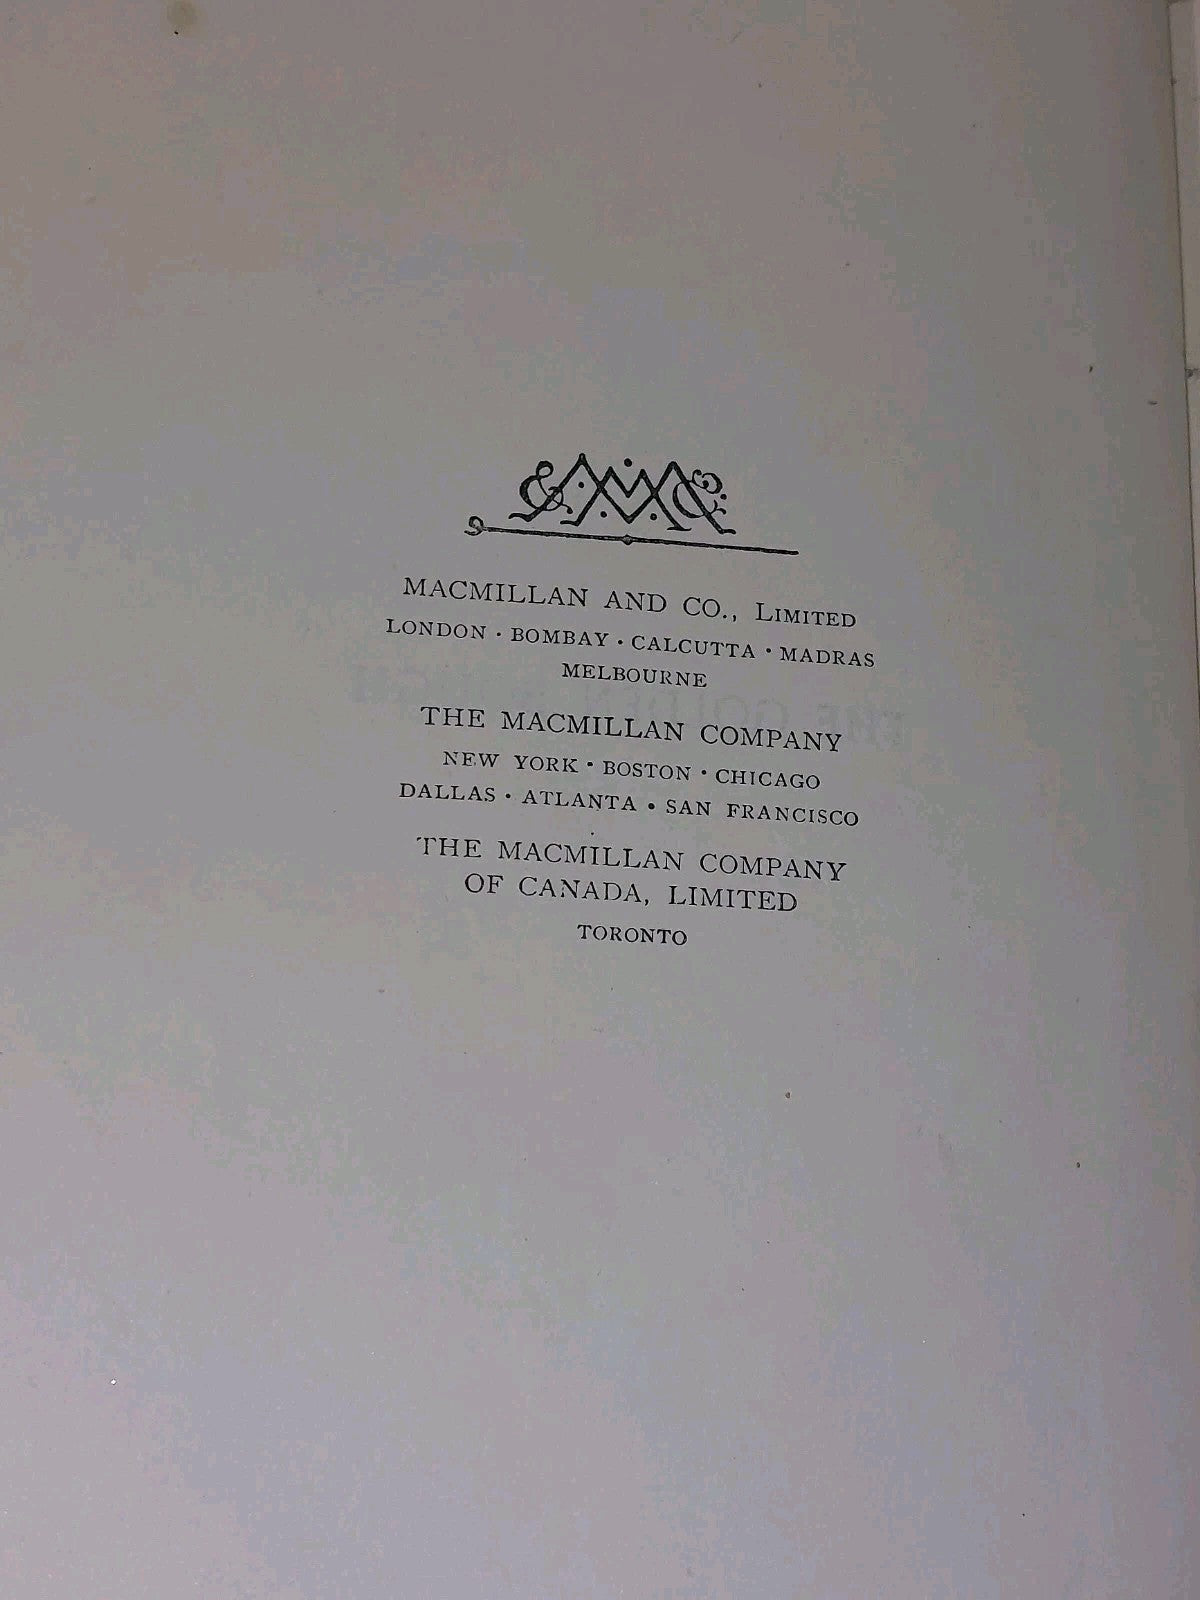 MACMILLAN AND CO., LIMITED
LONDON · BOMBAY · CALCUTTA · MADRAS
MELBOURNE
THE MACMILLAN COMPANY
NEW YORK · BOSTON · CHICAGO
DALLAS · ATLANTA · SAN FRANCISCO
THE MACMILLAN COMPANY
OF CANADA, LIMITED
TORONTO